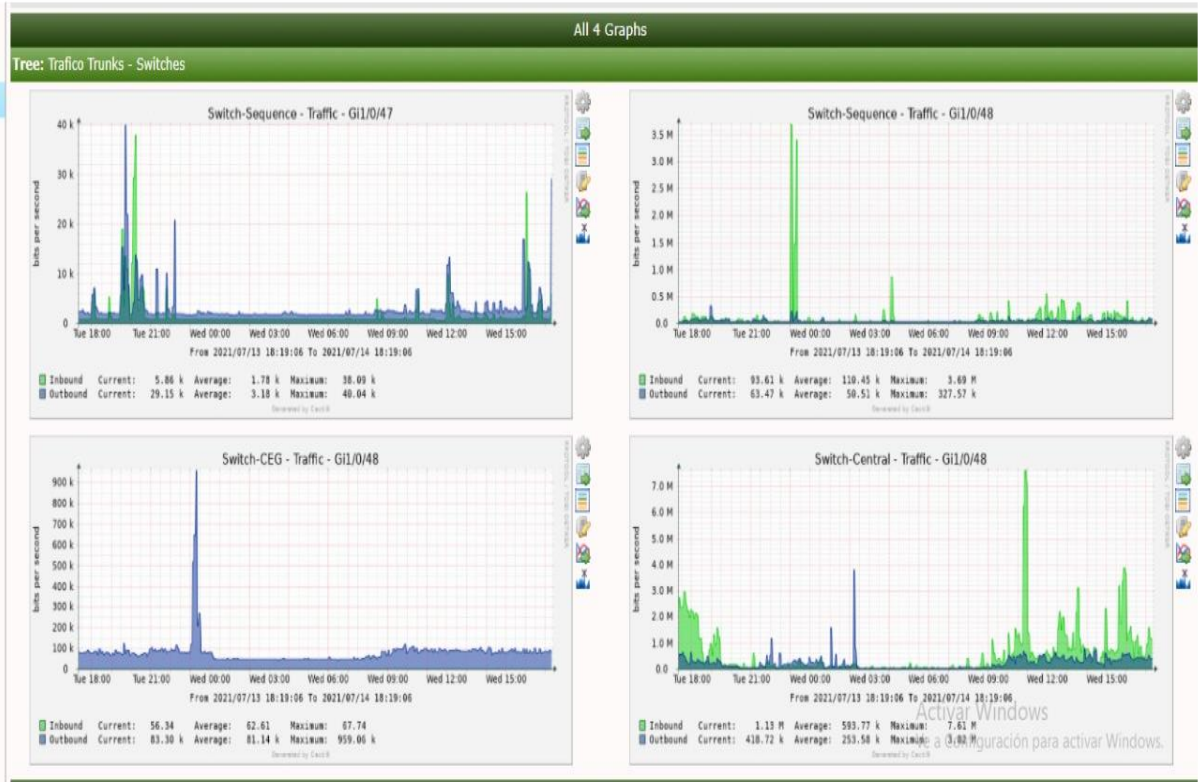 All 4 Graphs
Tree: Trafico Trunks - Switches
Switch-Sequence - Traffic - Gi1/0/47
bits per second
40 k
30 k
20 k
10 k
0
Tue 18:00 Tue 21:00 Wed 00:00 Wed 03:00 Wed 06:00 Wed 09:00 Wed 12:00 Wed 15:00
From 2021/07/13 18:19:06 To 2021/07/14 18:19:06
Inbound Current: 5.86 k Average: 1.78 k Maximum: 38.09 k
Outbound Current: 29.15 k Average: 3.18 k Maximum: 40.04 k
Generated by Cacti®
Switch-Sequence - Traffic - Gi1/0/48
bits per second
3.5 M
3.0 M
2.5 M
2.0 M
1.5 M
1.0 M
0.5 M
0.0
Tue 18:00 Tue 21:00 Wed 00:00 Wed 03:00 Wed 06:00 Wed 09:00 Wed 12:00 Wed 15:00
From 2021/07/13 18:19:06 To 2021/07/14 18:19:06
Inbound Current: 93.61 k Average: 110.45 k Maximum: 3.69 M
Outbound Current: 63.47 k Average: 50.51 k Maximum: 327.57 k
Generated by Cacti®
Switch-CEG - Traffic - Gi1/0/48
bits per second
900 k
800 k
700 k
600 k
500 k
400 k
300 k
200 k
100 k
0
Tue 18:00 Tue 21:00 Wed 00:00 Wed 03:00 Wed 06:00 Wed 09:00 Wed 12:00 Wed 15:00
From 2021/07/13 18:19:06 To 2021/07/14 18:19:06
Inbound Current: 56.34 Average: 62.61 Maximum: 67.74
Outbound Current: 83.30 k Average: 81.14 k Maximum: 959.06 k
Generated by Cacti®
Switch-Central - Traffic - Gi1/0/48
bits per second
7.0 M
6.0 M
5.0 M
4.0 M
3.0 M
2.0 M
1.0 M
0.0
Tue 18:00 Tue 21:00 Wed 00:00 Wed 03:00 Wed 06:00 Wed 09:00 Wed 12:00 Wed 15:00
From 2021/07/13 18:19:06 To 2021/07/14 18:19:06
Inbound Current: 1.13 M Average: 593.77 k Maximum: 7.61 M
Outbound Current: 418.72 k Average: 253.58 k Maximum: 3.82 M
Generated by Cacti®
Activar Windows
Ve a Configuración para activar Windows.